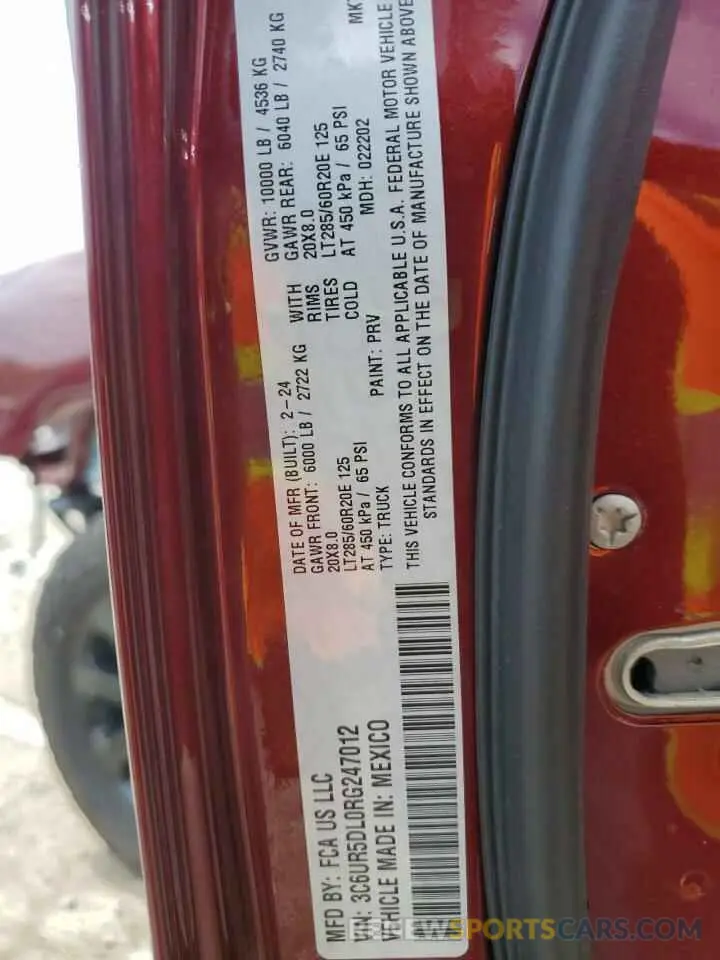 MFD BY: FCA US LLC
DATE OF MFR (BUILT): 2-24
GVWR: 10000 LB / 4536 KG
GAWR FRONT: 6000 LB / 2722 KG
WITH
GAWR REAR: 6040 LB / 2740 KG
20X8.0
RIMS
20X8.0
LT285/60R20E 125
TIRES
LT285/60R20E 125
AT 450 kPa / 65 PSI
COLD
AT 450 kPa / 65 PSI
VIN: 3C6UR5DL0RG247012
TYPE: TRUCK
PAINT: PRV
MDH: 022202
VEHICLE MADE IN: MEXICO
THIS VEHICLE CONFORMS TO ALL APPLICABLE U.S.A. FEDERAL MOTOR VEHICLE
STANDARDS IN EFFECT ON THE DATE OF MANUFACTURE SHOWN ABOVE
RENEWSPORTSCARS.COM